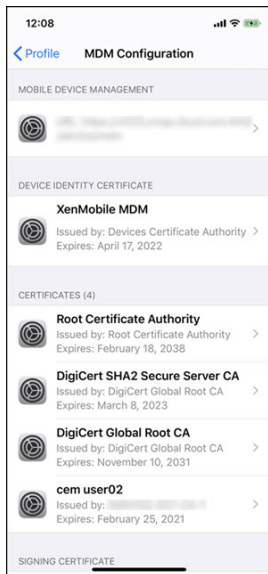 12:08
Profile
MDM Configuration
MOBILE DEVICE MANAGEMENT
DEVICE IDENTITY CERTIFICATE
XenMobile MDM
Issued by: Devices Certificate Authority
Expires: April 17, 2022
CERTIFICATES (4)
Root Certificate Authority
Issued by: Root Certificate Authority
Expires: February 18, 2038
DigiCert SHA2 Secure Server CA
Issued by: DigiCert Global Root CA
Expires: March 8, 2023
DigiCert Global Root CA
Issued by: DigiCert Global Root CA
Expires: November 10, 2031
cem user02
Issued by:
Expires: February 25, 2021
SIGNING CERTIFICATE